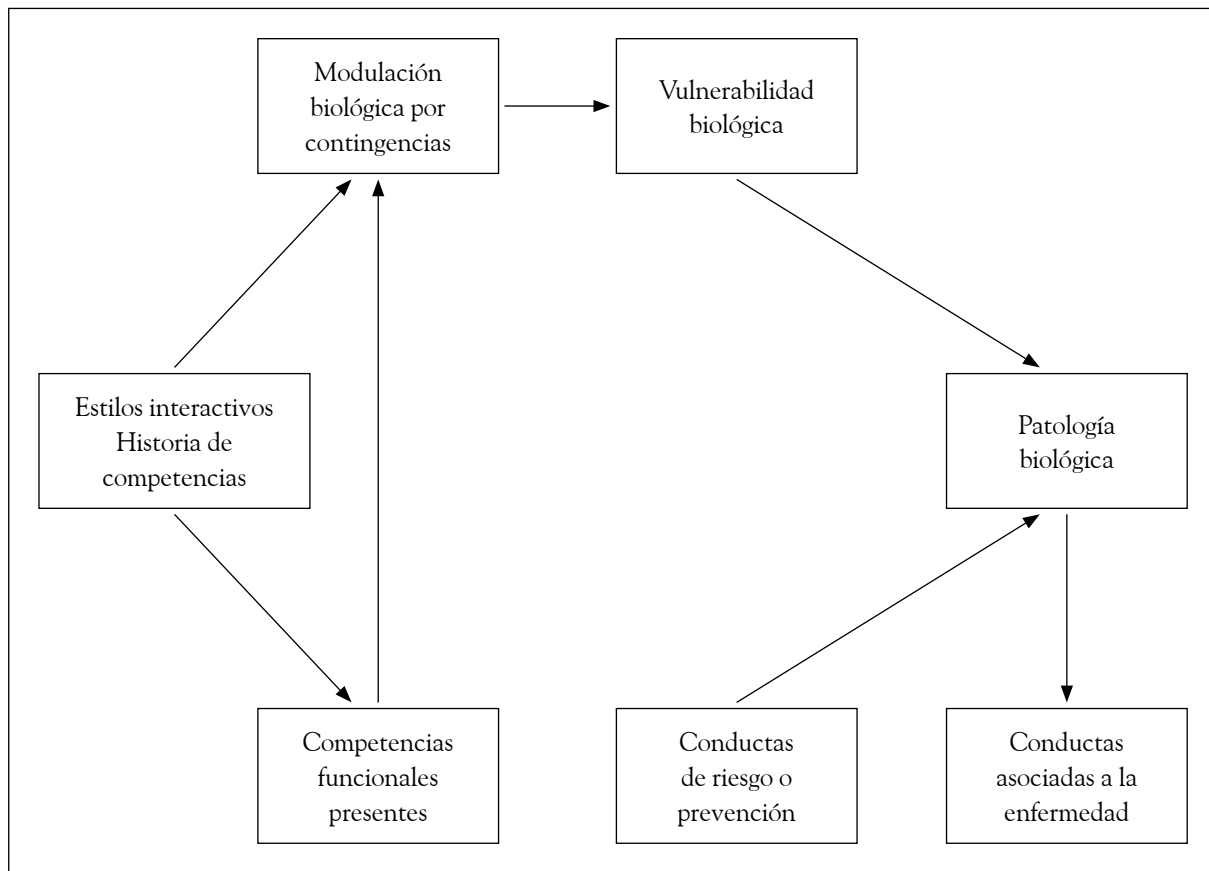 Modulación
biológica por
contingencias
Vulnerabilidad
biológica
Estilos interactivos
Historia de
competencias
Patología
biológica
Competencias
funcionales
presentes
Conductas
de riesgo o
prevención
Conductas
asociadas a la
enfermedad